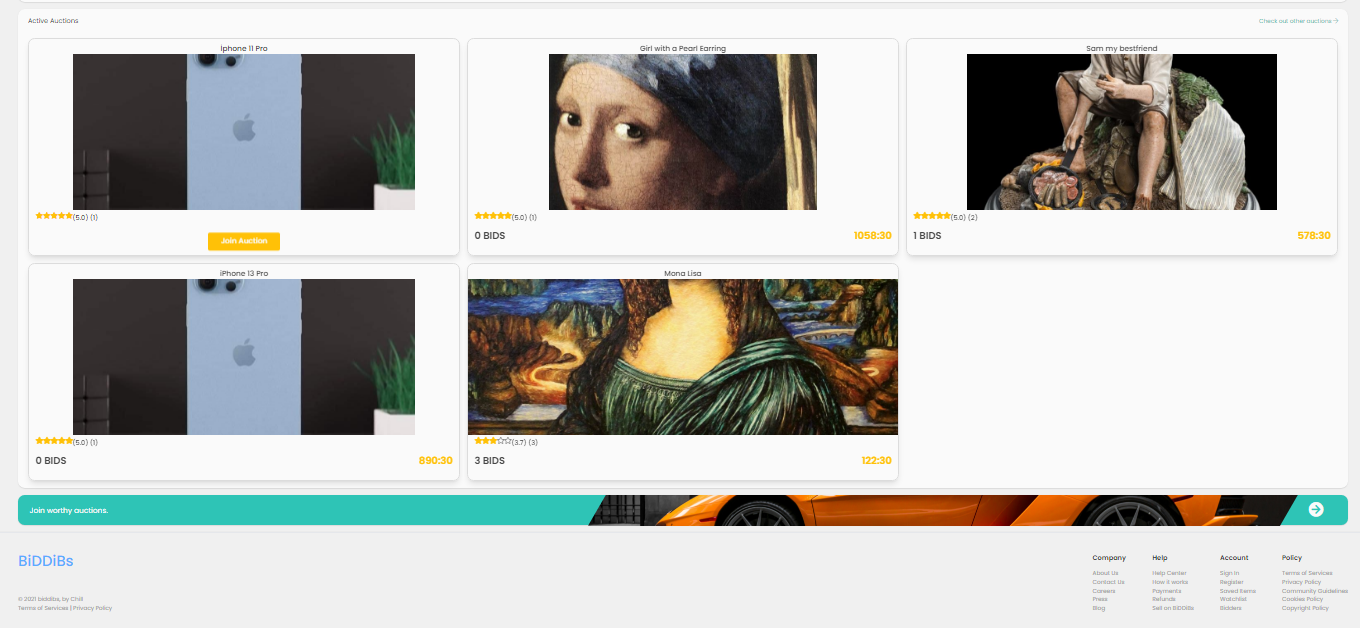 Active Auctions
Check out other auctions →
Iphone 11 Pro
Girl with a Pearl Earring
Sam my bestfriend
(5.0) (1)
(5.0) (1)
(5.0) (2)
Join Auction
0 BIDS
1058:30
1 BIDS
578:30
iPhone 13 Pro
Mona Lisa
(5.0) (1)
(3.7) (3)
0 BIDS
890:30
3 BIDS
122:30
Join worthy auctions.
BiDDiBs
© 2021 biddibs, by Chill
Terms of Services | Privacy Policy
Company
About Us
Contact Us
Careers
Press
Blog
Help
Help Center
How it works
Payments
Refunds
Sell on BiDDiBs
Account
Sign In
Register
Saved Items
Watchlist
Bidders
Policy
Terms of Services
Privacy Policy
Community Guidelines
Cookies Policy
Copyright Policy